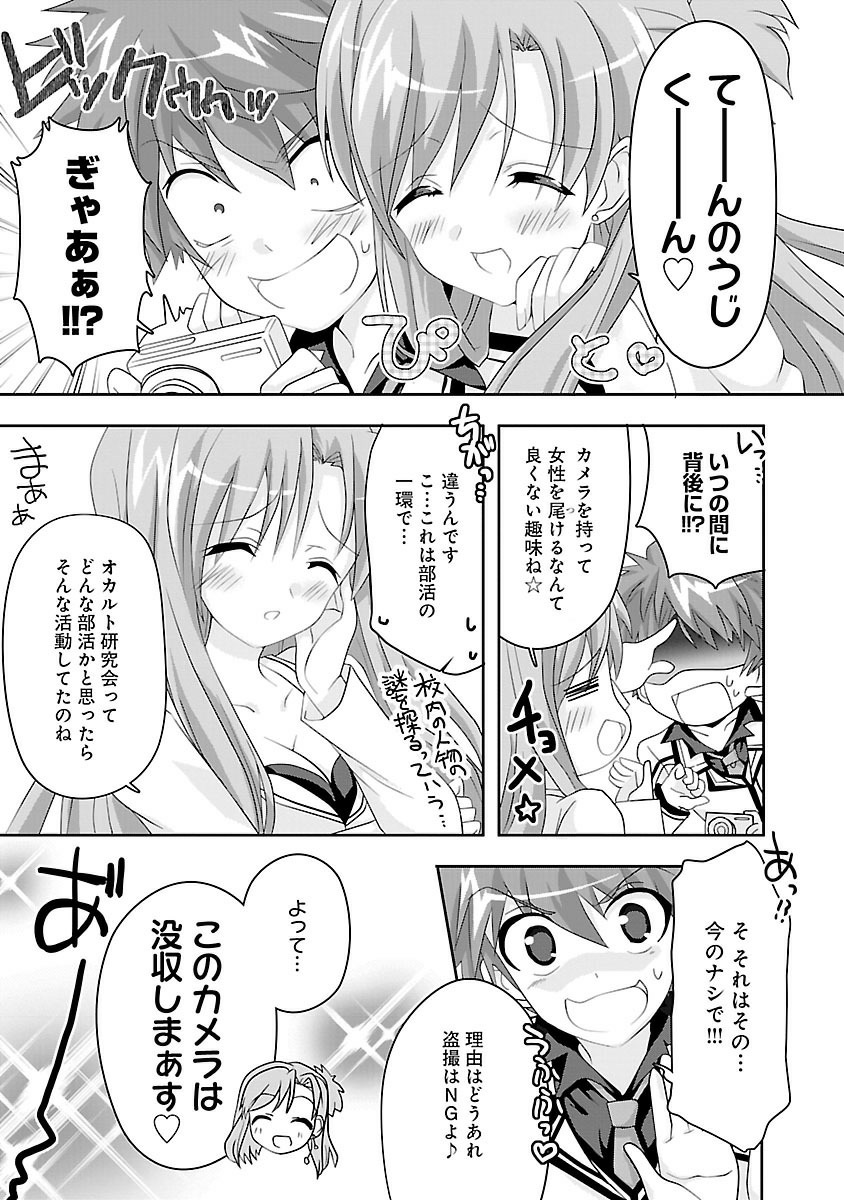 てーーんのうじ
くーーーん♡
ビックゥゥッ
ぎゃあぁ
!!?
ぴと♡
いっ…
いつの間に
背後に!!?
カメラを持って
女性を尾けるなんて
良くない趣味ね☆
っ
チョメ☆
ちがっ…
違うんです
こ…これは部活の
一環で…
校内の人物の
謎を探るっていう…
まぁぁ
オカルト研究会って
どんな部活かと思ったら
そんな活動してたのね
あっ!?
そ それはその…
今のナシで!!!
理由はどうあれ
盗撮はNGよ♪
うふふふっ♡
よって…
このカメラは
没収しまぁす
♡
あ゛ーー